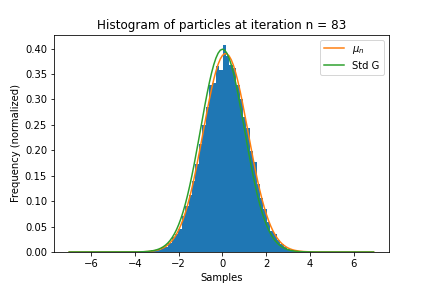 Histogram of particles at iteration n = 83
Frequency (normalized)
0.40
0.35
0.30
0.25
0.20
0.15
0.10
0.05
0.00
μn
Std G
−6 −4 −2 0 2 4 6
Samples